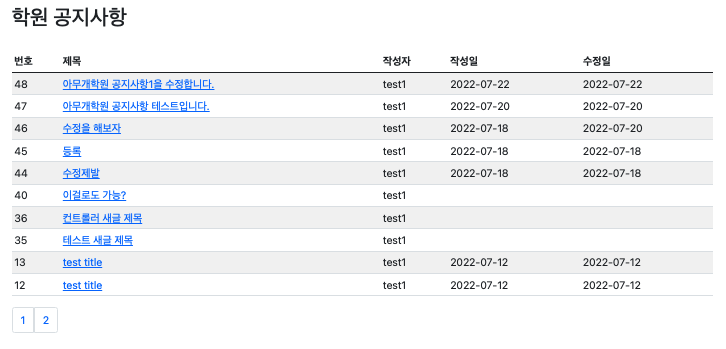 학원 공지사항
번호 제목 작성자 작성일 수정일
48 아무개학원 공지사항1을 수정합니다. test1 2022-07-22 2022-07-22
47 아무개학원 공지사항 테스트입니다. test1 2022-07-20 2022-07-20
46 수정을 해보자 test1 2022-07-18 2022-07-20
45 등록 test1 2022-07-18 2022-07-18
44 수정제발 test1 2022-07-18 2022-07-18
40 이걸로도 가능? test1
36 컨트롤러 새글 제목 test1
35 테스트 새글 제목 test1
13 test title test1 2022-07-12 2022-07-12
12 test title test1 2022-07-12 2022-07-12
1 2